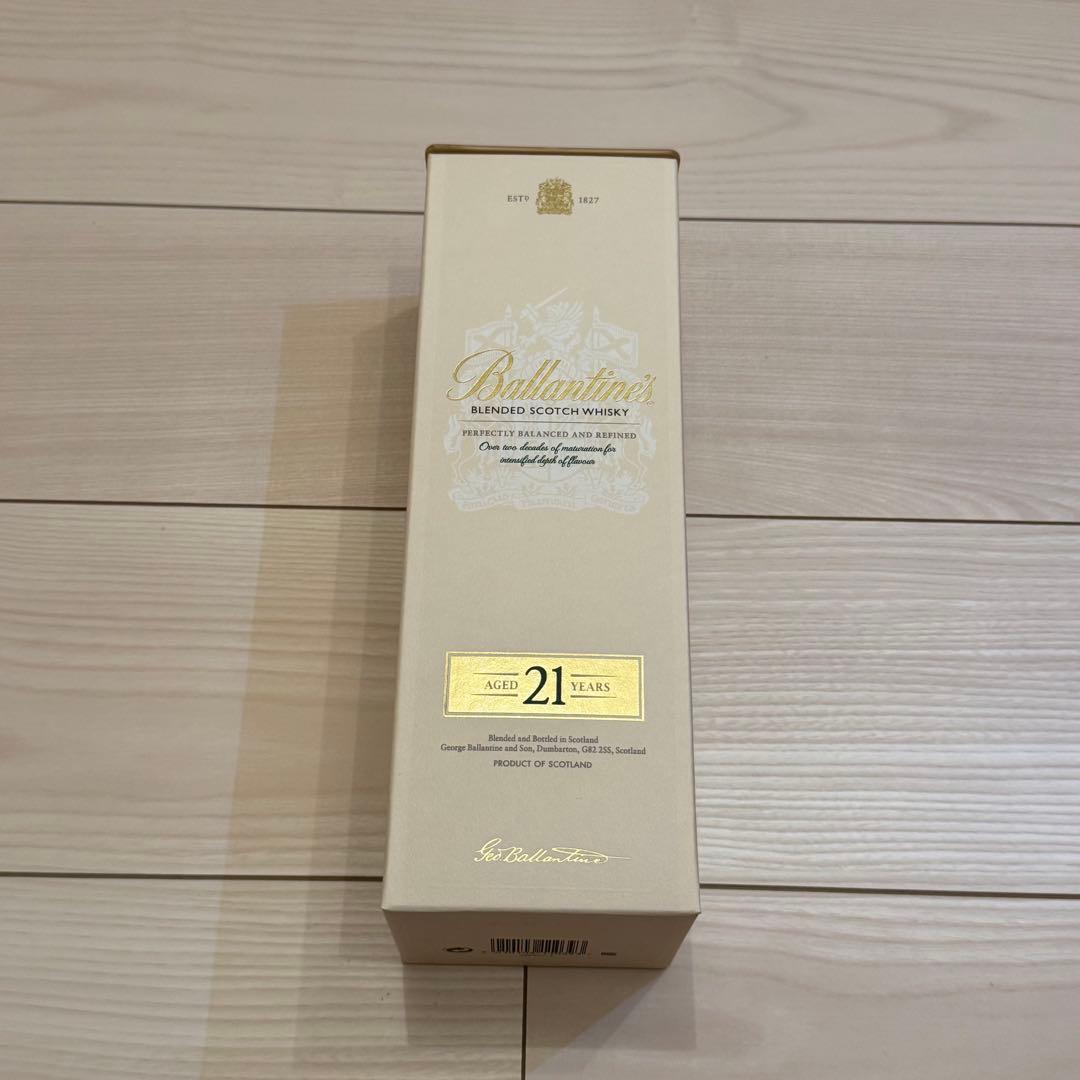 ESTD 1827
Ballantine's
BLENDED SCOTCH WHISKY
PERFECTLY BALANCED AND REFINED
Over two decades of maturation for
intensified depth of flavour
AGED 21 YEARS
Blended and Bottled in Scotland
George Ballantine and Son, Dumbarton, G82 2SS, Scotland
PRODUCT OF SCOTLAND
Geo Ballantine